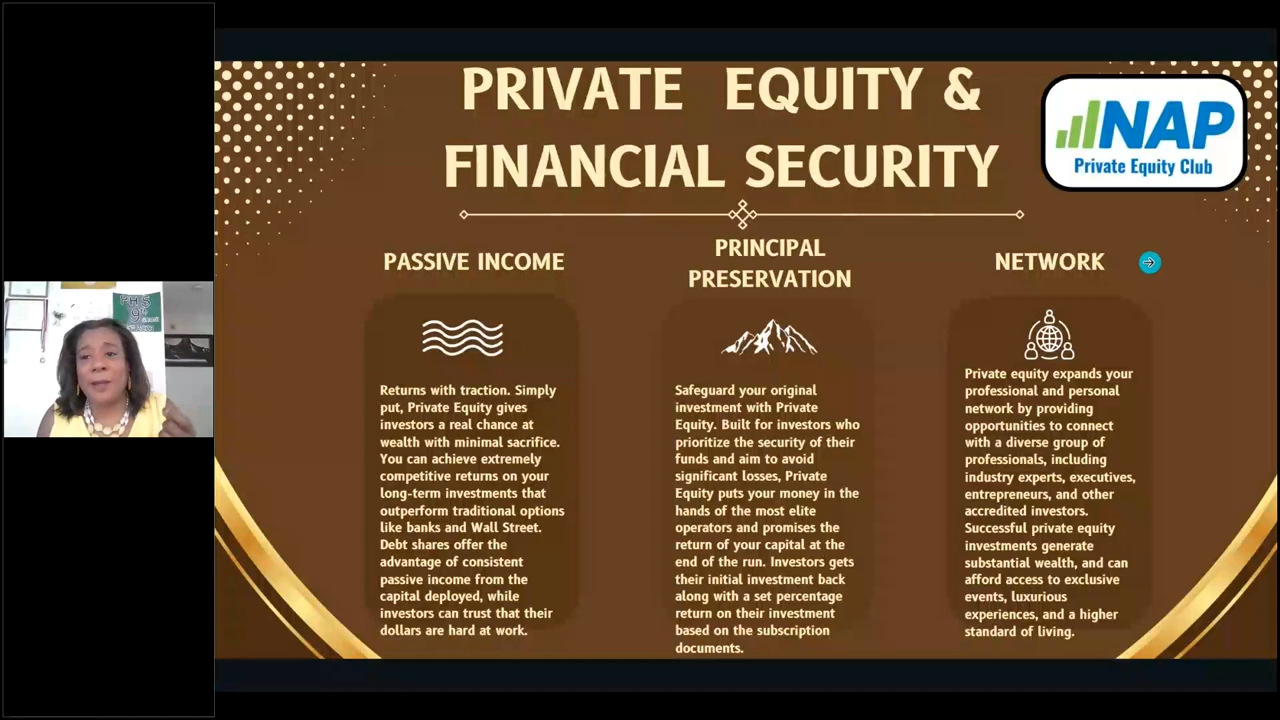 PRIVATE EQUITY &
FINANCIAL SECURITY
NAP
Private Equity Club
PASSIVE INCOME
Returns with traction. Simply
put, Private Equity gives
investors a real chance at
wealth with minimal sacrifice.
You can achieve extremely
competitive returns on your
long-term investments that
outperform traditional options
like banks and Wall Street.
Debt shares offer the
advantage of consistent
passive income from the
capital deployed, while
investors can trust that their
dollars are hard at work.
PRINCIPAL
PRESERVATION
Safeguard your original
investment with Private
Equity. Built for investors who
prioritize the security of their
funds and aim to avoid
significant losses, Private
Equity puts your money in the
hands of the most elite
operators and promises the
return of your capital at the
end of the run. Investors gets
their initial investment back
along with a set percentage
return on their investment
based on the subscription
documents.
NETWORK
Private equity expands your
professional and personal
network by providing
opportunities to connect
with a diverse group of
professionals, including
industry experts, executives,
entrepreneurs, and other
accredited investors.
Successful private equity
investments generate
substantial wealth, and can
afford access to exclusive
events, luxurious
experiences, and a higher
standard of living.